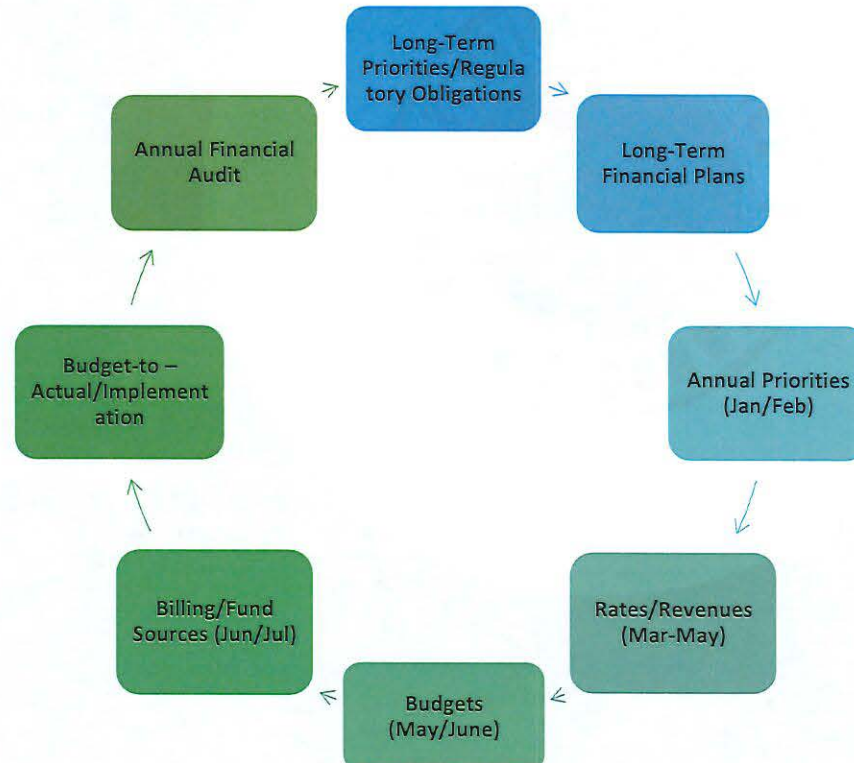 Long-Term
Priorities/Regula
tory Obligations
Long-Term
Financial Plans
Annual Priorities
(Jan/Feb)
Rates/Revenues
(Mar-May)
Budgets
(May/June)
Billing/Fund
Sources (Jun/Jul)
Budget-to –
Actual/Implement
ation
Annual Financial
Audit